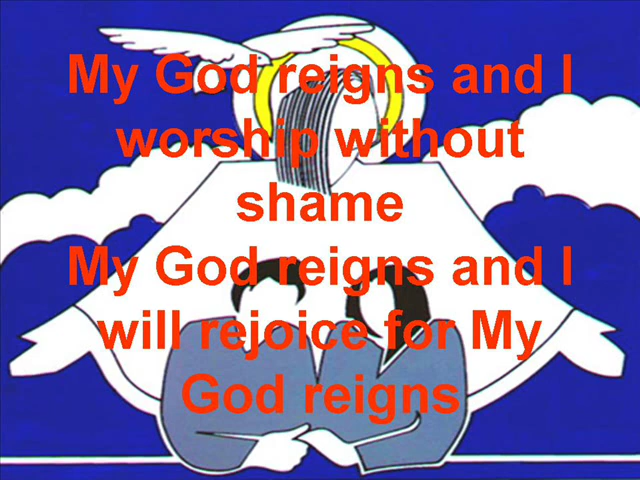 My God reigns and I
worship without
shame
My God reigns and I
will rejoice for My
God reigns